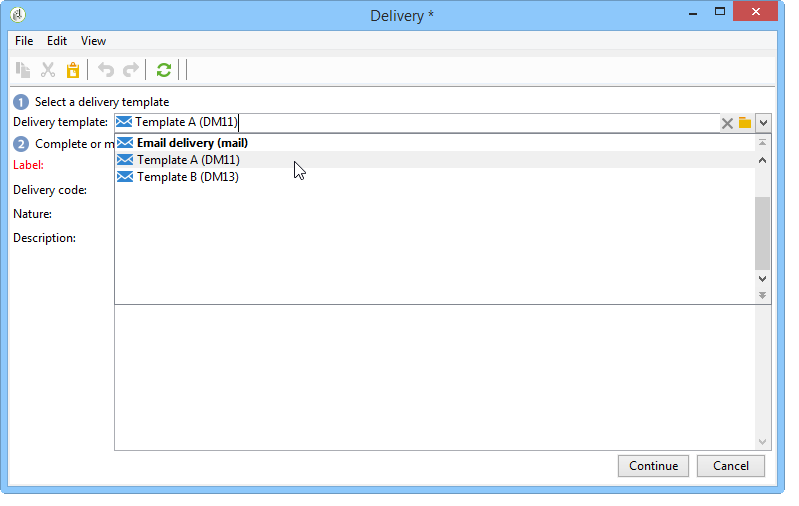 Delivery *
File Edit View
1 Select a delivery template
Delivery template: Template A (DM11)
2 Complete or m
Email delivery (mail)
Label:
Template A (DM11)
Template B (DM13)
Delivery code:
Nature:
Description:
Continue Cancel